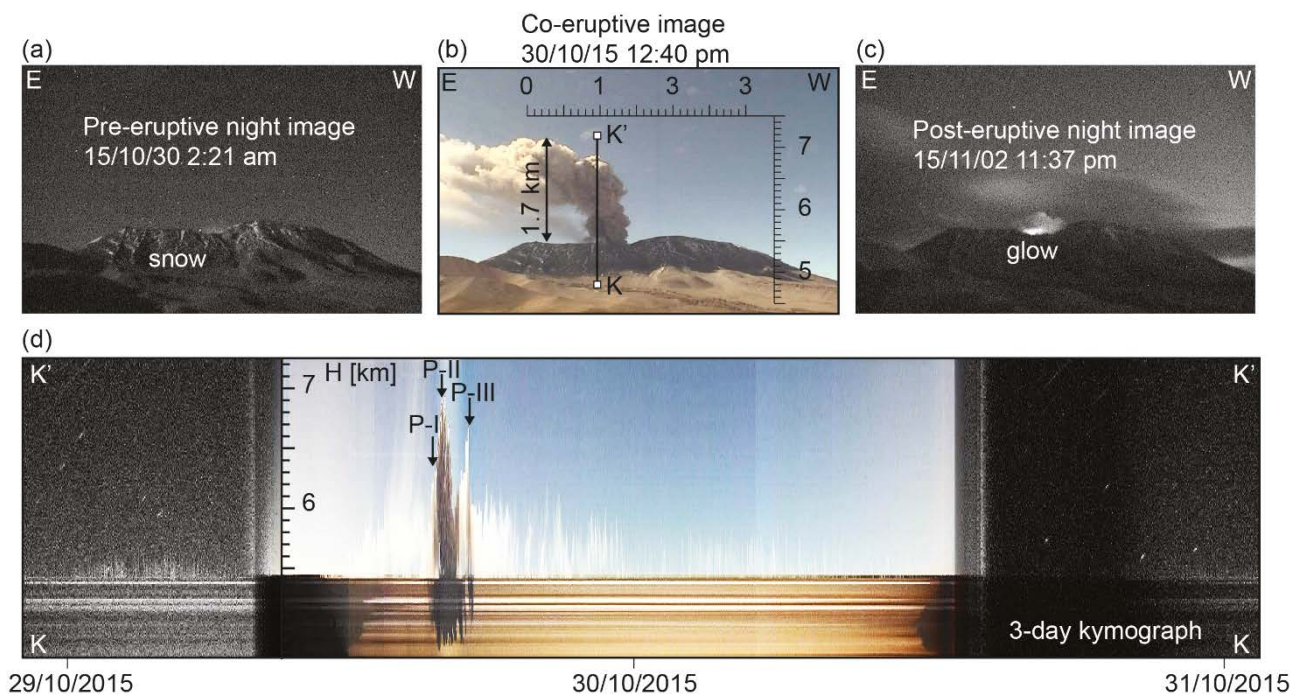 Co-eruptive image
(a)
(b) 30/10/15 12:40 pm
(c)
E W
Pre-eruptive night image
15/10/30 2:21 am
snow
E 0 1 3 3 W
K'
7
1.7 km
6
K
5
E
Post-eruptive night image
15/11/02 11:37 pm
glow
(d)
K'
H [km]
7
P-II
P-III
P-I
6
K'
K
3-day kymograph
K
29/10/2015
30/10/2015
31/10/2015